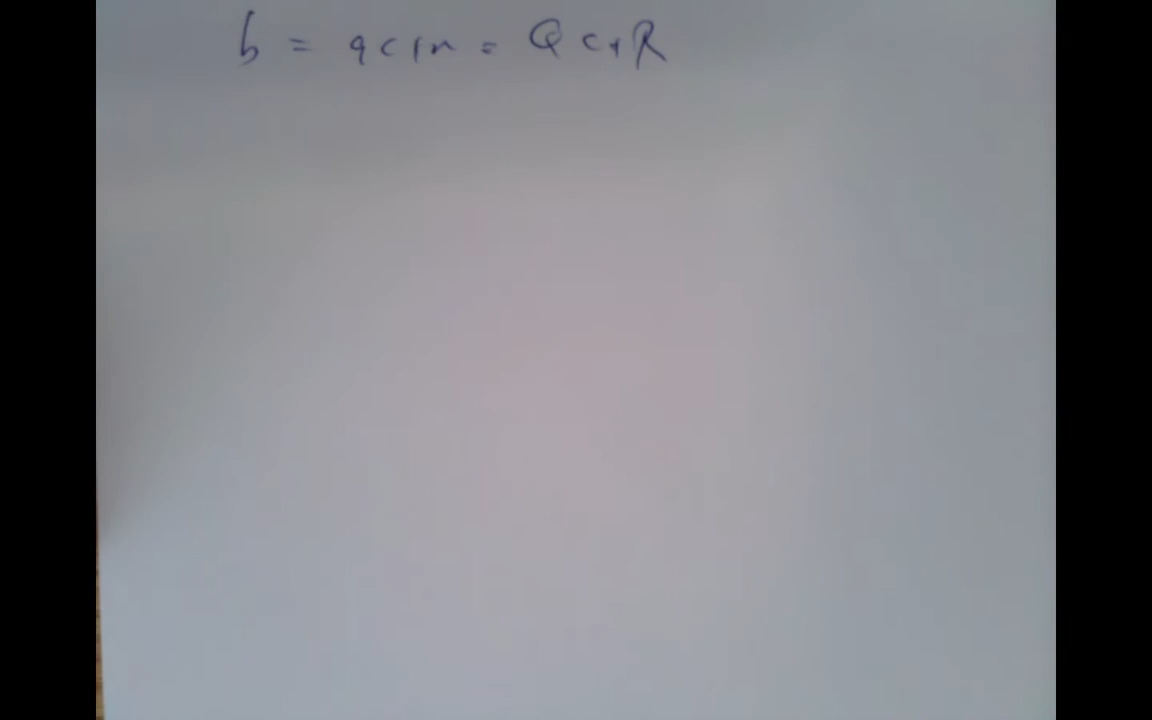 b = qc+r = Qc+R